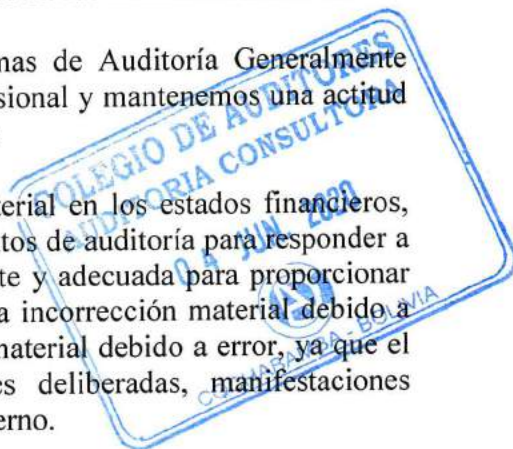 mas de Auditoría Generalmente
sional y mantenemos una actitud
COLEGIO DE AUDITORES
AUDITORIA CONSULTORA
terial en los estados financieros,
tos de auditoría para responder a
te y adecuada para proporcionar
04 JUN. 2020
a incorrección material debido a
material debido a error, ya que el
COCHABAMBA - BOLIVIA
es deliberadas, manifestaciones
erno.